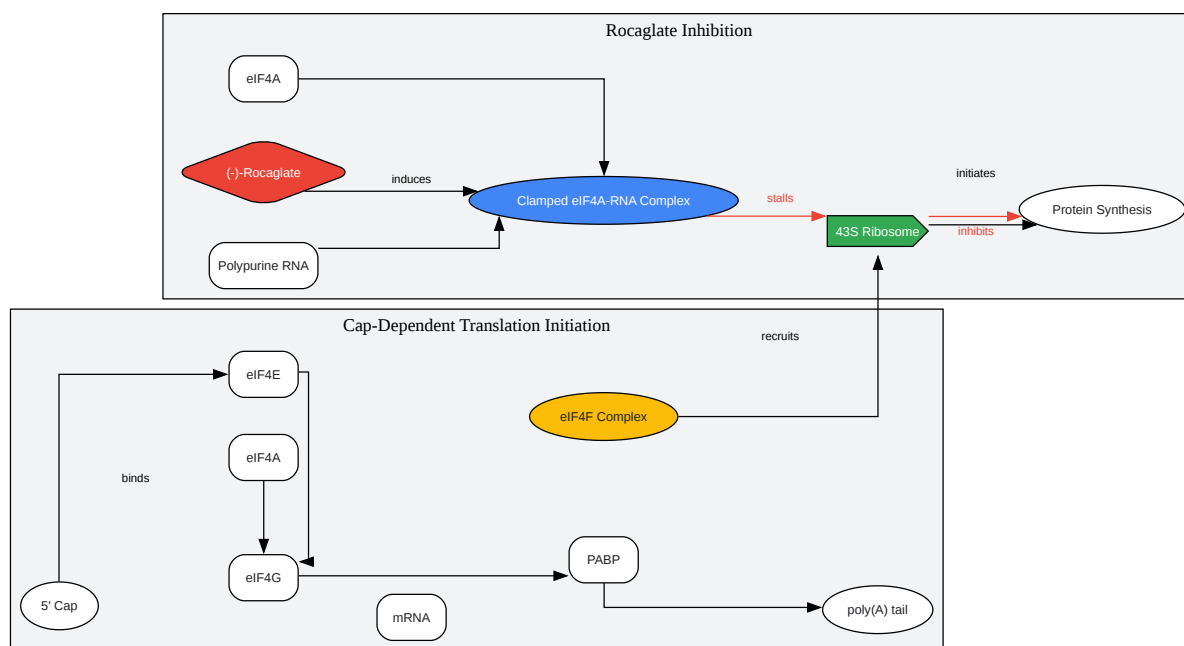 Rocaglate Inhibition
eIF4A
(-)-Rocaglate
induces
Clamped eIF4A-RNA Complex
stalls
initiates
Protein Synthesis
43S Ribosome
inhibits
Polypurine RNA
Cap-Dependent Translation Initiation
recruits
eIF4E
eIF4F Complex
eIF4A
binds
PABP
eIF4G
5' Cap
mRNA
poly(A) tail